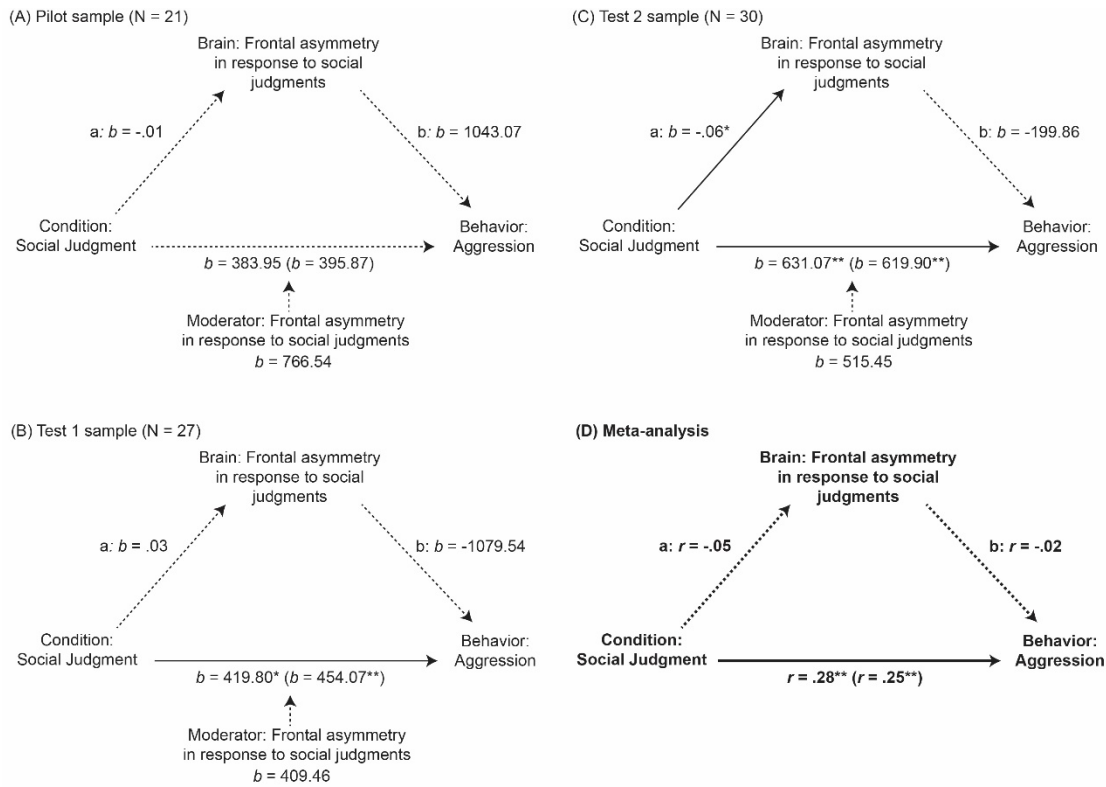 (A) Pilot sample (N = 21)
Brain: Frontal asymmetry
in response to social
judgments
a: b = -.01
b: b = 1043.07
Condition:
Social Judgment
Behavior:
Aggression
b = 383.95 (b = 395.87)
Moderator: Frontal asymmetry
in response to social judgments
b = 766.54
(B) Test 1 sample (N = 27)
Brain: Frontal asymmetry
in response to social
judgments
a: b = .03
b: b = -1079.54
Condition:
Social Judgment
Behavior:
Aggression
b = 419.80* (b = 454.07**)
Moderator: Frontal asymmetry
in response to social judgments
b = 409.46
(C) Test 2 sample (N = 30)
Brain: Frontal asymmetry
in response to social
judgments
a: b = -.06*
b: b = -199.86
Condition:
Social Judgment
Behavior:
Aggression
b = 631.07** (b = 619.90**)
Moderator: Frontal asymmetry
in response to social judgments
b = 515.45
(D) Meta-analysis
Brain: Frontal asymmetry
in response to social
judgments
a: r = -.05
b: r = -.02
Condition:
Social Judgment
Behavior:
Aggression
r = .28** (r = .25**)